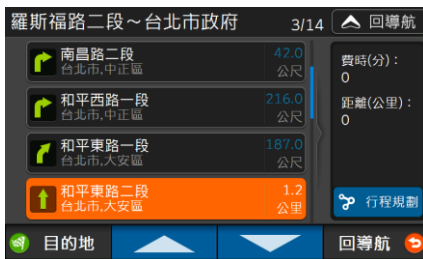 羅斯福路二段～台北市政府 3/14 回導航
南昌路二段 42.0
台北市,中正區 公尺
和平西路一段 216.0
台北市,中正區 公尺
和平東路一段 187.0
台北市,大安區 公尺
和平東路二段 1.2
台北市,大安區 公里
費時(分)：
0
距離(公里)：
0
行程規劃
目的地 回導航